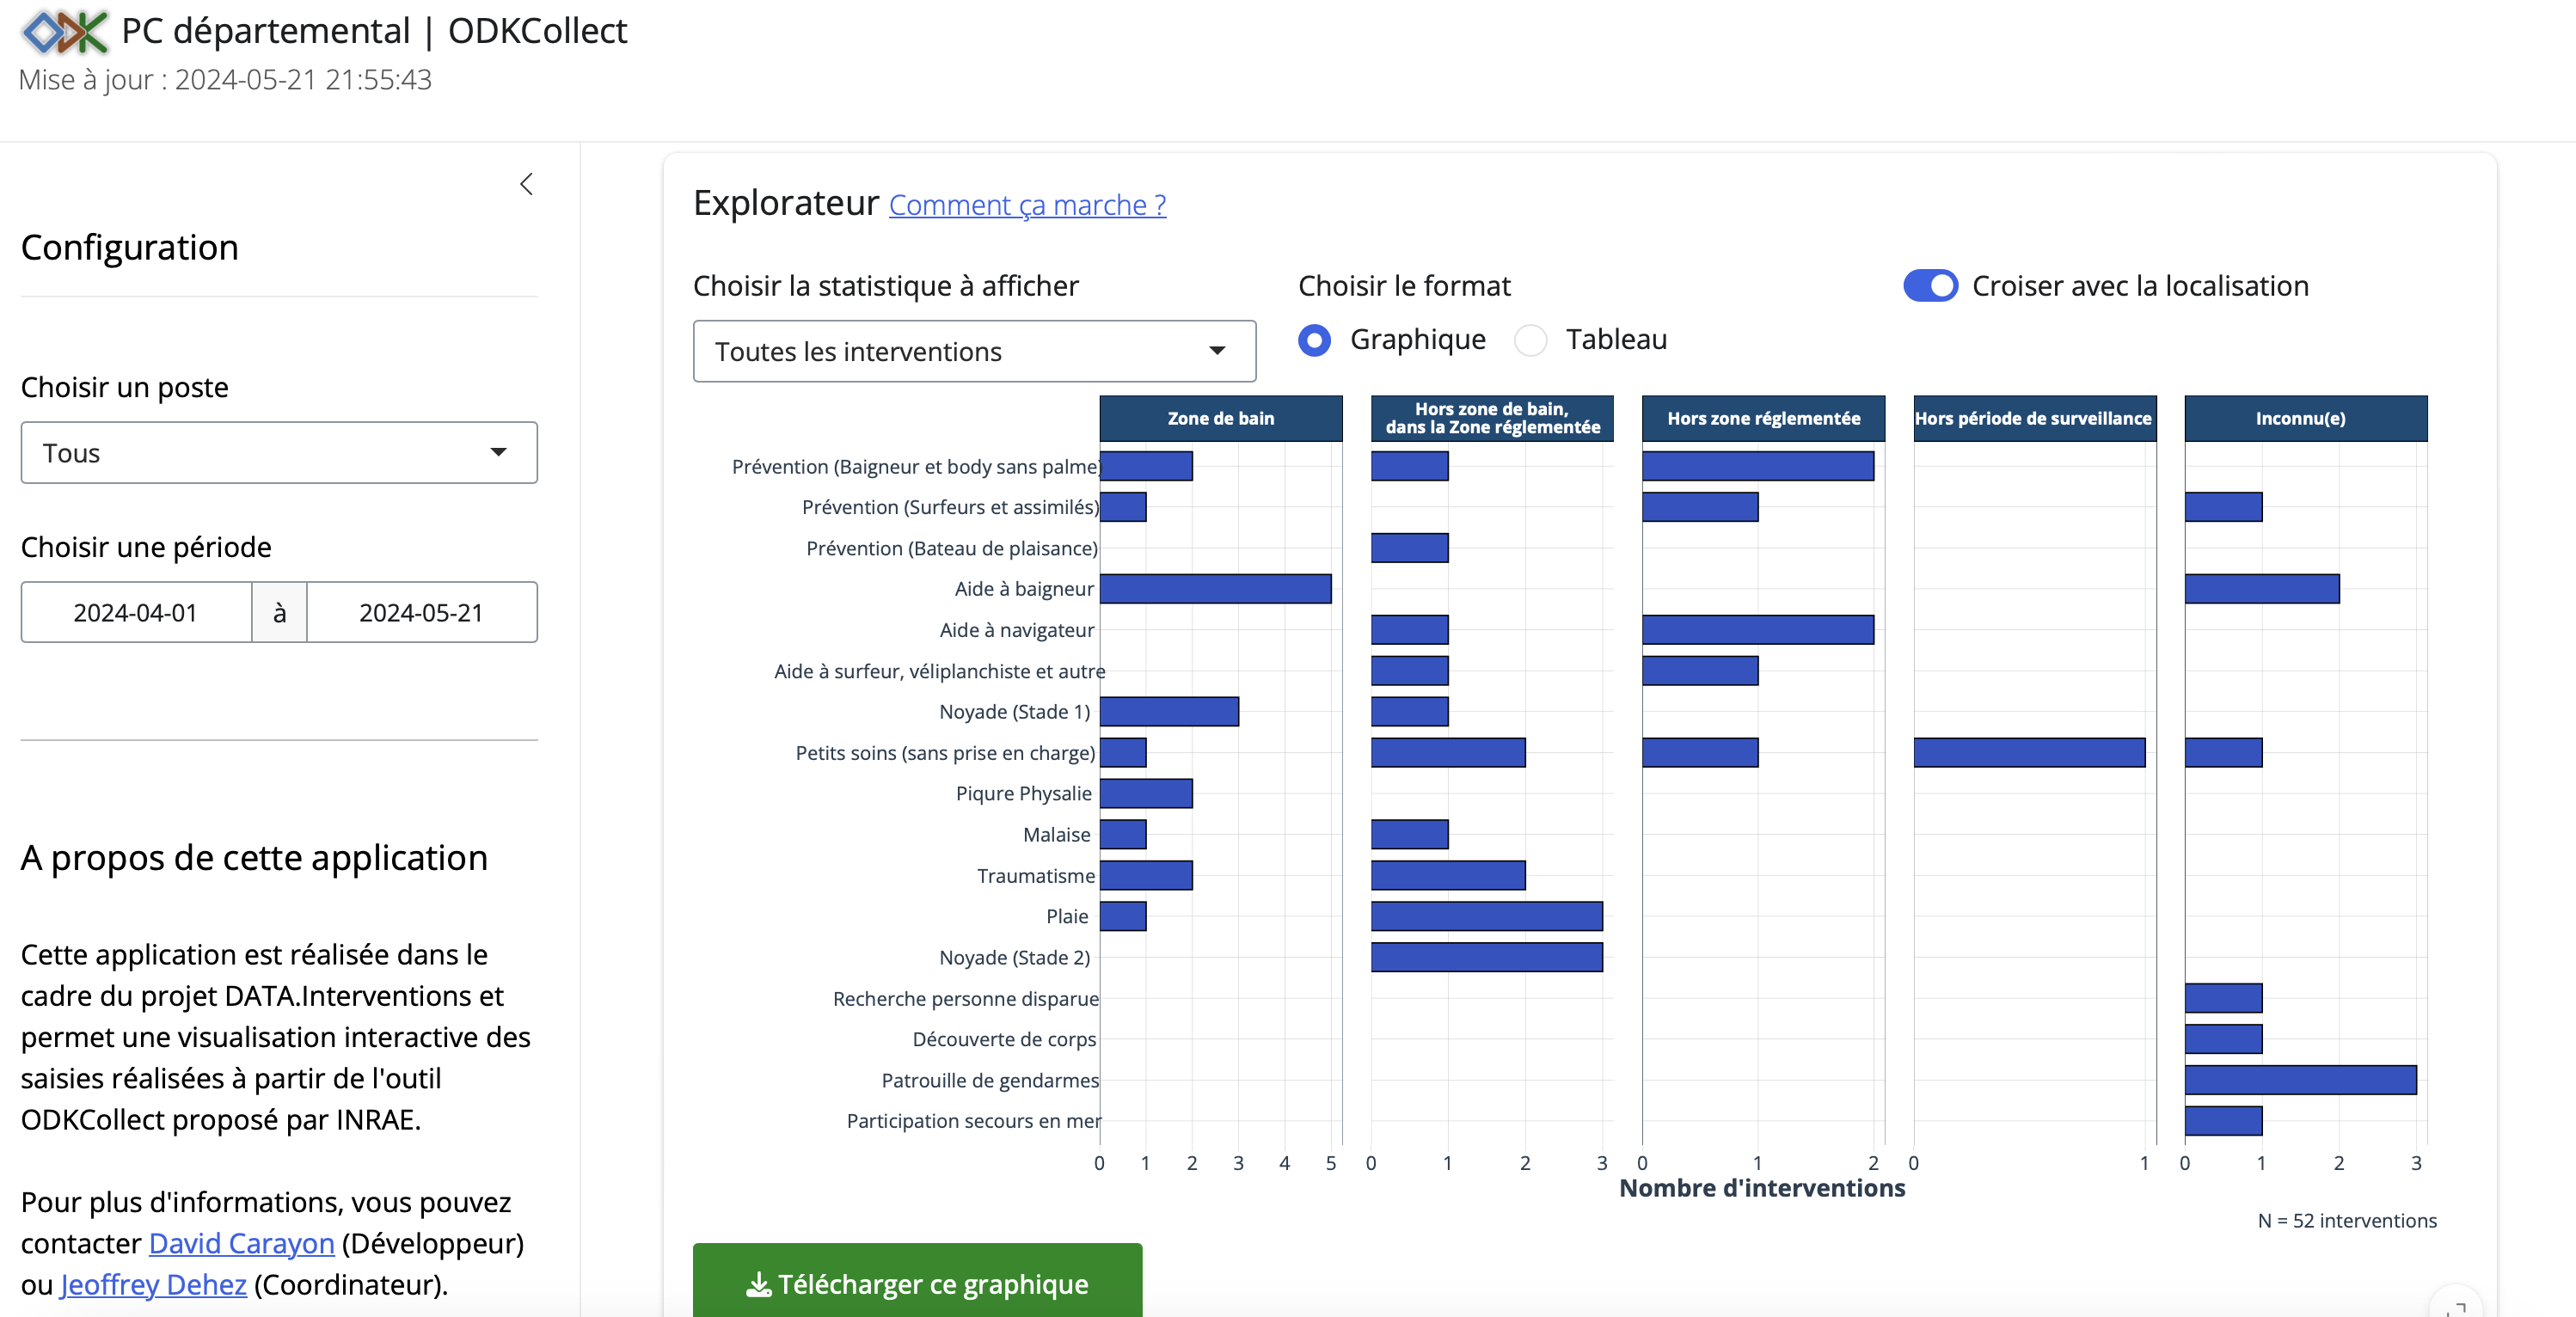 ODK PC départemental | ODKCollect
Mise à jour : 2024-05-21 21:55:43
Configuration
Choisir un poste
Tous
Choisir une période
2024-04-01 à 2024-05-21
A propos de cette application
Cette application est réalisée dans le
cadre du projet DATA.Interventions et
permet une visualisation interactive des
saisies réalisées à partir de l'outil
ODKCollect proposé par INRAE.
Pour plus d'informations, vous pouvez
contacter David Carayon (Développeur)
ou Jeoffrey Dehez (Coordinateur).
Explorateur Comment ça marche ?
Choisir la statistique à afficher
Toutes les interventions
Choisir le format
Graphique Tableau
Croiser avec la localisation
Zone de bain
Hors zone de bain,
dans la Zone réglementée
Hors zone réglementée
Hors période de surveillance
Inconnu(e)
Prévention (Baigneur et body sans palme)
Prévention (Surfeurs et assimilés)
Prévention (Bateau de plaisance)
Aide à baigneur
Aide à navigateur
Aide à surfeur, véliplanchiste et autre
Noyade (Stade 1)
Petits soins (sans prise en charge)
Piqure Physalie
Malaise
Traumatisme
Plaie
Noyade (Stade 2)
Recherche personne disparue
Découverte de corps
Patrouille de gendarmes
Participation secours en mer
0 1 2 3 4 5 0 1 2 3 0 1 2 0 1 0 1 2 3
Nombre d'interventions
N = 52 interventions
Télécharger ce graphique